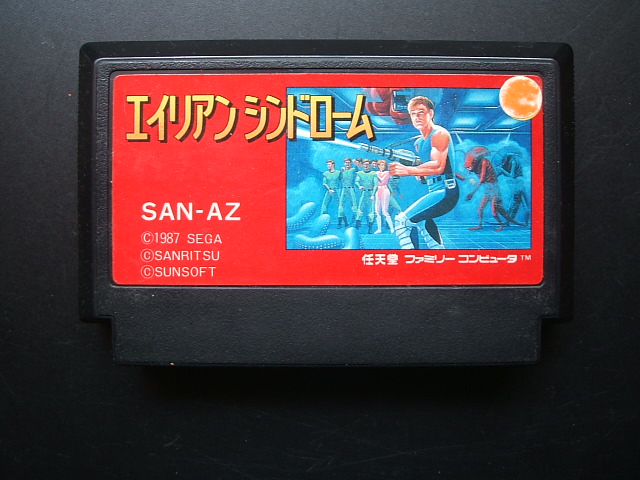 エイリアンシンドローム
SAN-AZ
©1987 SEGA
©SANRITSU
©SUNSOFT
任天堂 ファミリーコンピュータ™